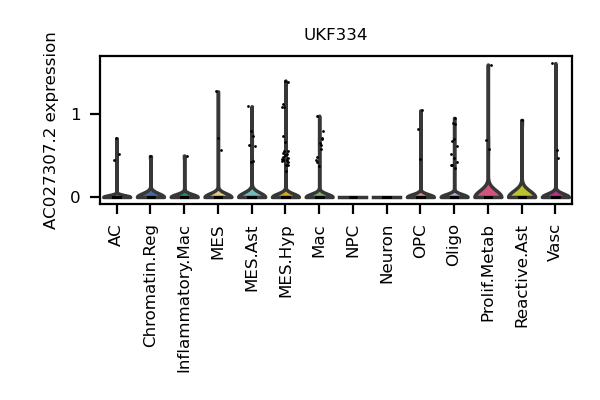 UKF334
AC027307.2 expression
1
0
AC
Chromatin.Reg
Inflammatory.Mac
MES
MES.Ast
MES.Hyp
Mac
NPC
Neuron
OPC
Oligo
Prolif.Metab
Reactive.Ast
Vasc